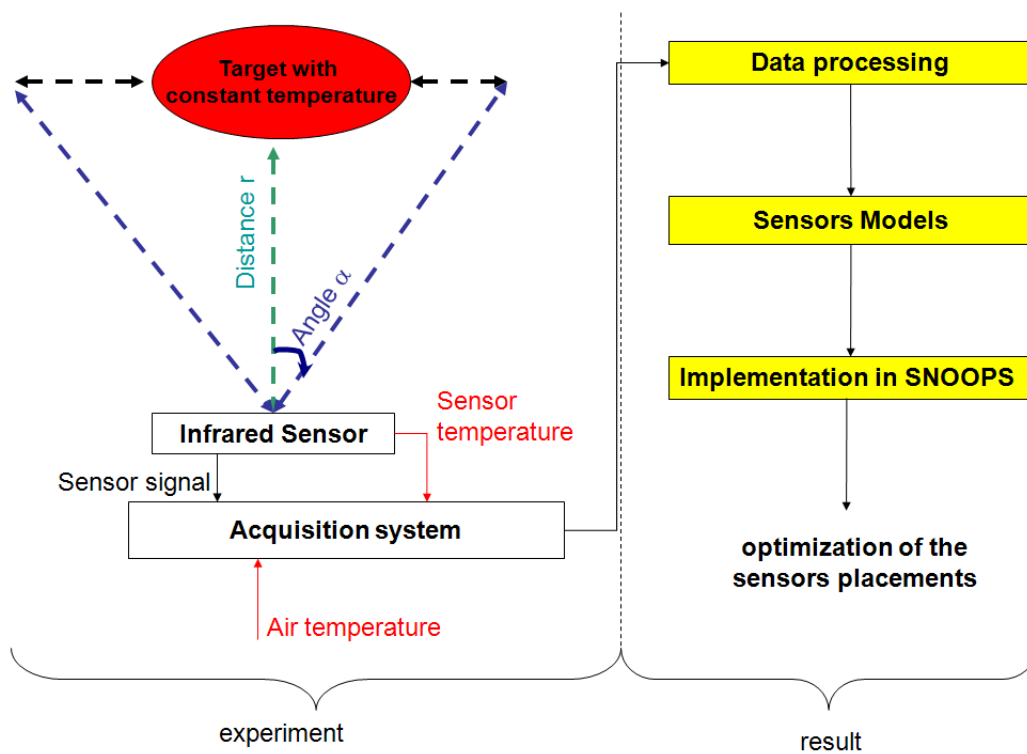 Target with
constant temperature
Distance r
Angle α
Infrared Sensor
Sensor
temperature
Sensor signal
Acquisition system
Air temperature
experiment
Data processing
Sensors Models
Implementation in SNOOPS
optimization of the
sensors placements
result